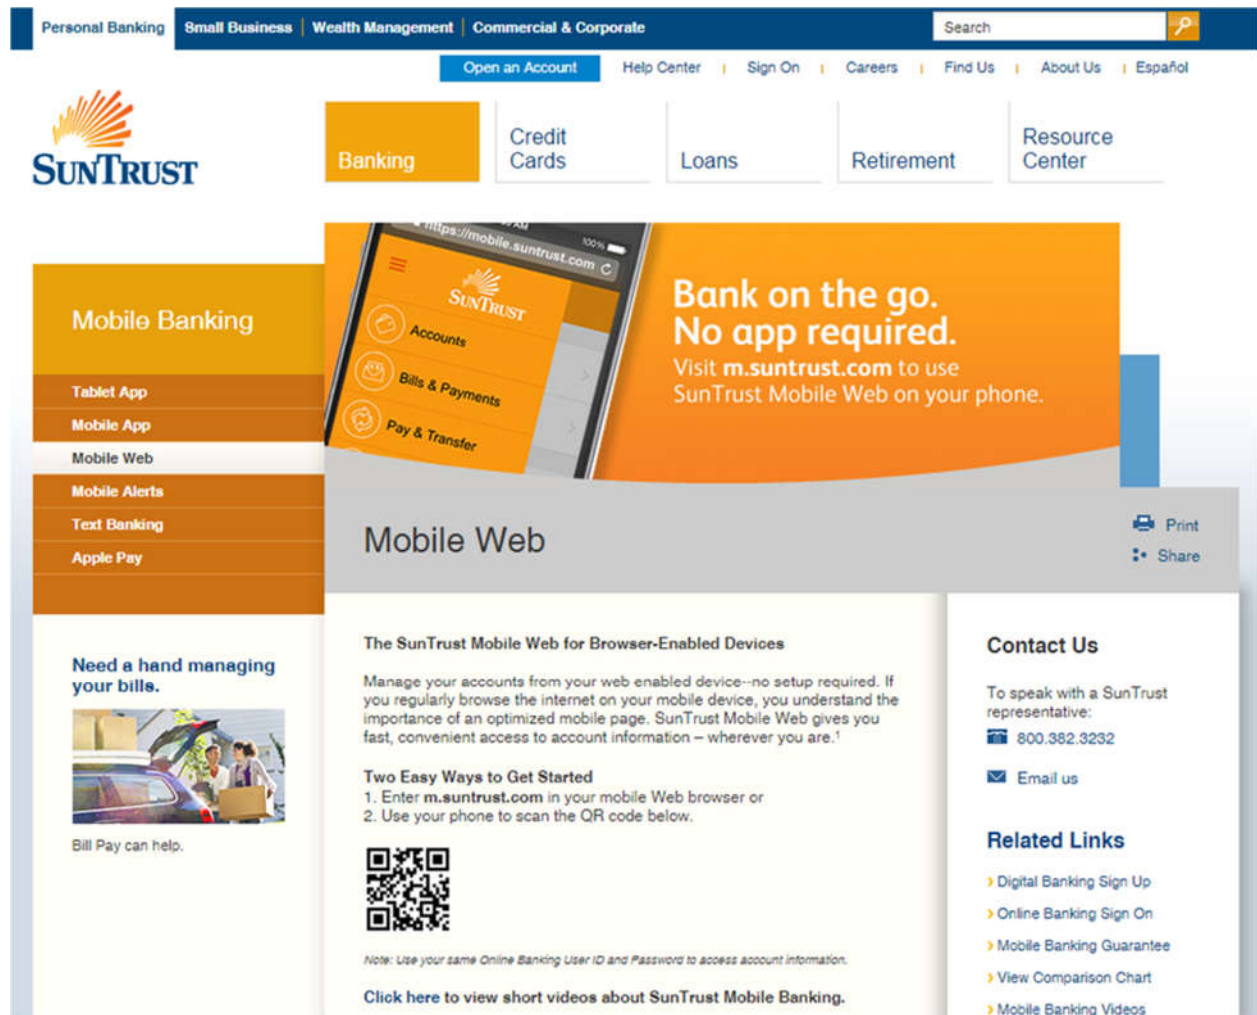 Personal Banking
Small Business
Wealth Management
Commercial & Corporate
Search
Open an Account
Help Center
Sign On
Careers
Find Us
About Us
Español
SUNTRUST
Banking
Credit
Cards
Loans
Retirement
Resource
Center
https://mobile.suntrust.com
100%
SUNTRUST
Accounts
Bills & Payments
Pay & Transfer
Bank on the go.
No app required.
Visit m.suntrust.com to use
SunTrust Mobile Web on your phone.
Mobile Banking
Tablet App
Mobile App
Mobile Web
Mobile Alerts
Text Banking
Apple Pay
Mobile Web
Print
Share
Need a hand managing
your bills.
Bill Pay can help.
The SunTrust Mobile Web for Browser-Enabled Devices
Manage your accounts from your web enabled device--no setup required. If
you regularly browse the internet on your mobile device, you understand the
importance of an optimized mobile page. SunTrust Mobile Web gives you
fast, convenient access to account information – wherever you are.¹
Two Easy Ways to Get Started
1. Enter m.suntrust.com in your mobile Web browser or
2. Use your phone to scan the QR code below.
Note: Use your same Online Banking User ID and Password to access account information.
Click here to view short videos about SunTrust Mobile Banking.
Contact Us
To speak with a SunTrust
representative:
800.382.3232
Email us
Related Links
Digital Banking Sign Up
Online Banking Sign On
Mobile Banking Guarantee
View Comparison Chart
Mobile Banking Videos